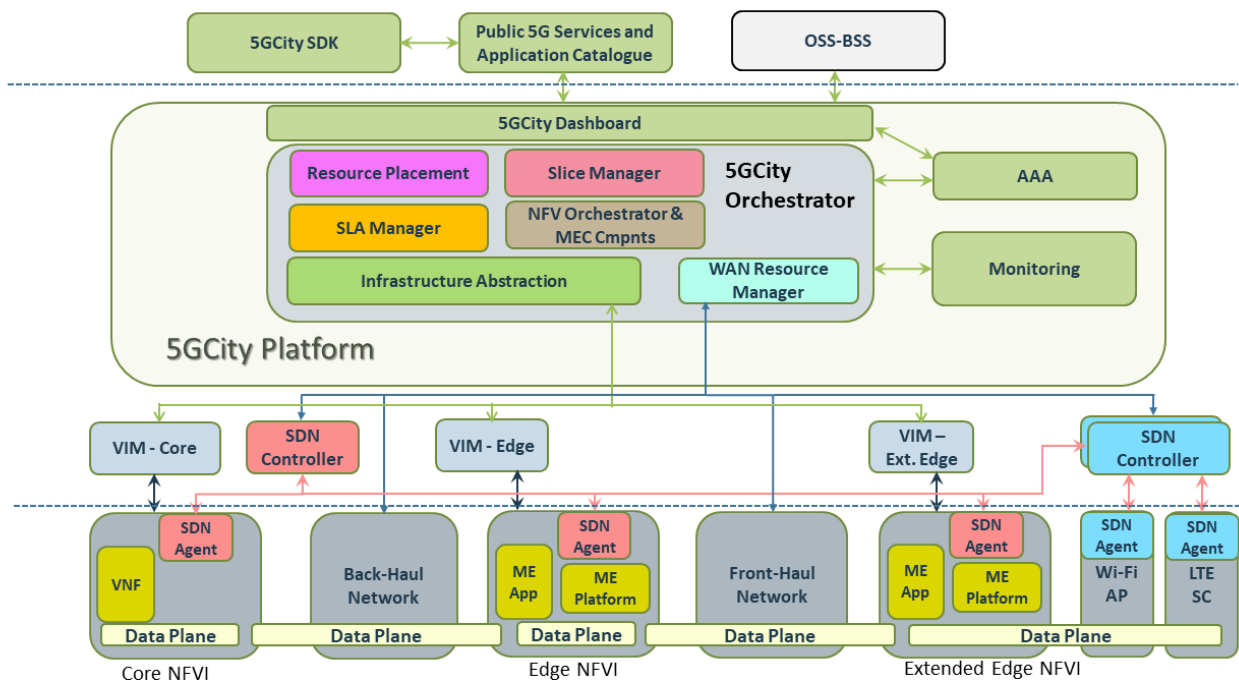 5GCity SDK
Public 5G Services and
Application Catalogue
OSS-BSS
5GCity Dashboard
Resource Placement
Slice Manager
5GCity
Orchestrator
AAA
SLA Manager
NFV Orchestrator &
MEC Cmpnts
Infrastructure Abstraction
WAN Resource
Manager
Monitoring
5GCity Platform
VIM - Core
SDN
Controller
VIM - Edge
VIM –
Ext. Edge
SDN
Controller
SDN
Agent
VNF
Back-Haul
Network
SDN
Agent
ME
App
ME
Platform
Front-Haul
Network
SDN
Agent
ME
App
ME
Platform
SDN
Agent
Wi-Fi
AP
SDN
Agent
LTE
SC
Data Plane
Data Plane
Data Plane
Data Plane
Data Plane
Core NFVI
Edge NFVI
Extended Edge NFVI